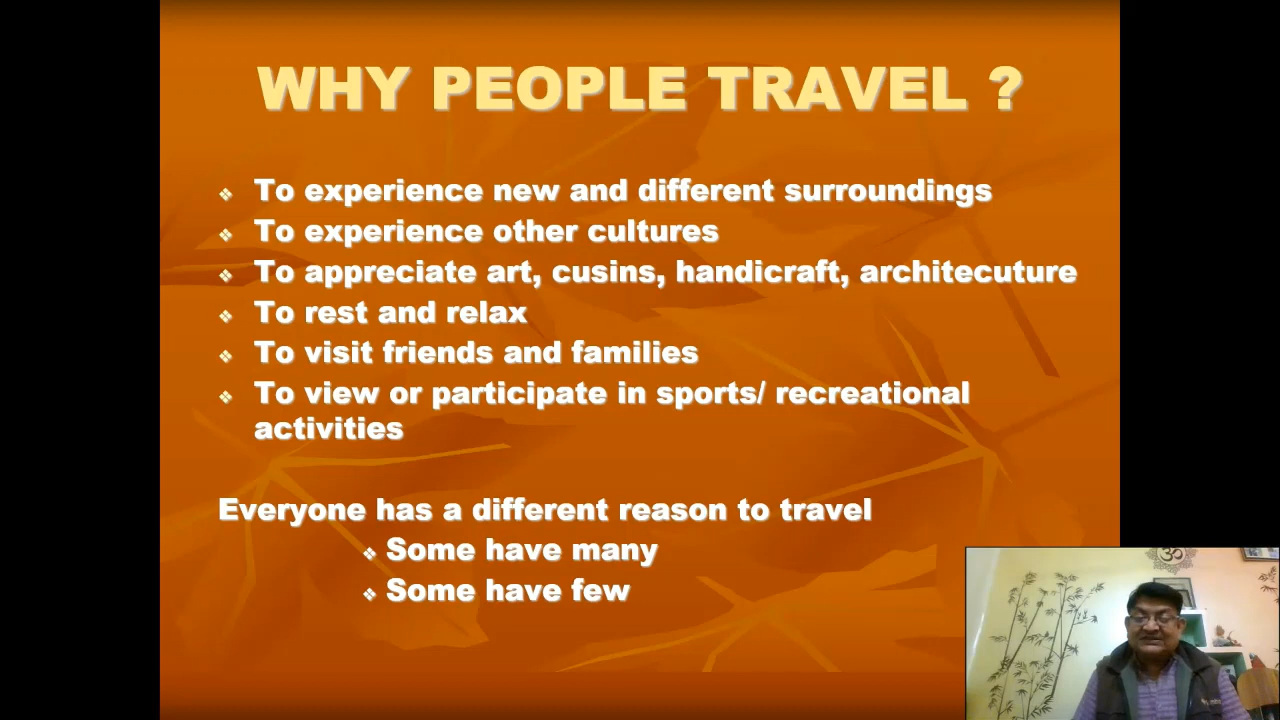 WHY PEOPLE TRAVEL ?
❖ To experience new and different surroundings
❖ To experience other cultures
❖ To appreciate art, cusins, handicraft, architecuture
❖ To rest and relax
❖ To visit friends and families
❖ To view or participate in sports/ recreational
activities
Everyone has a different reason to travel
❖ Some have many
❖ Some have few
ॐ